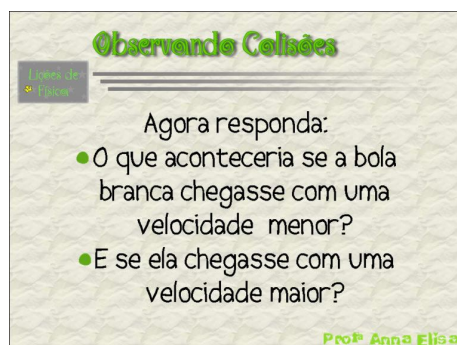 Observando Colisões
Lições de
Física
Agora responda:
O que aconteceria se a bola
branca chegasse com uma
velocidade menor?
E se ela chegasse com uma
velocidade maior?
Profª Anna Elisa